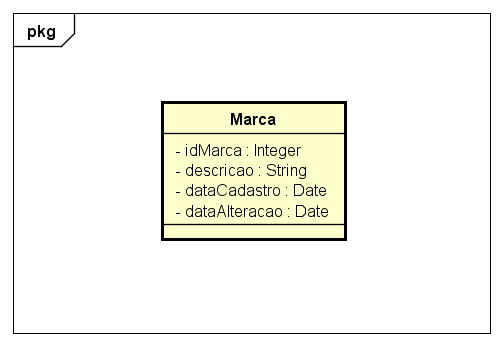 pkg
Marca
- idMarca : Integer
- descricao : String
- dataCadastro : Date
- dataAlteracao : Date